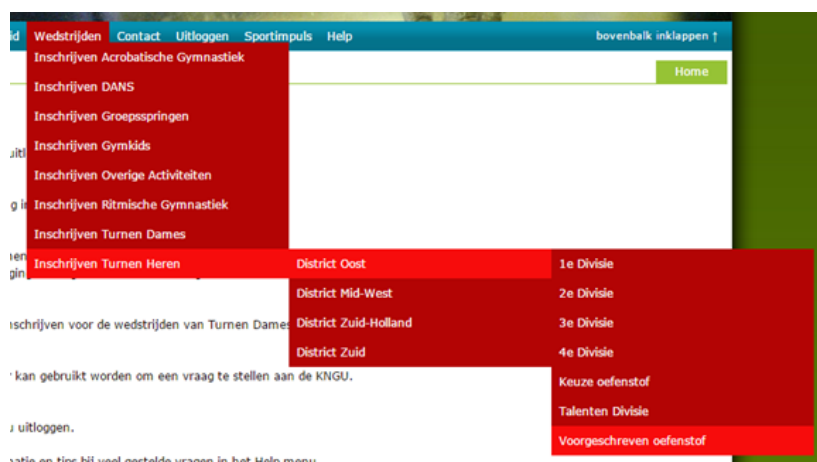 id Wedstrijden Contact Uitloggen Sportimpuls Help bovenbalk inklappen ↑
Inschrijven Acrobatische Gymnastiek
Home
Inschrijven DANS
Inschrijven Groepsspringen
Inschrijven Gymkids
Inschrijven Overige Activiteiten
Inschrijven Ritmische Gymnastiek
Inschrijven Turnen Dames
Inschrijven Turnen Heren District Oost 1e Divisie
District Mid-West 2e Divisie
nschrijven voor de wedstrijden van Turnen Dames District Zuid-Holland 3e Divisie
District Zuid 4e Divisie
kan gebruikt worden om een vraag te stellen aan de KNGU. Keuze oefenstof
Talenten Divisie
u uitloggen. Voorgeschreven oefenstof